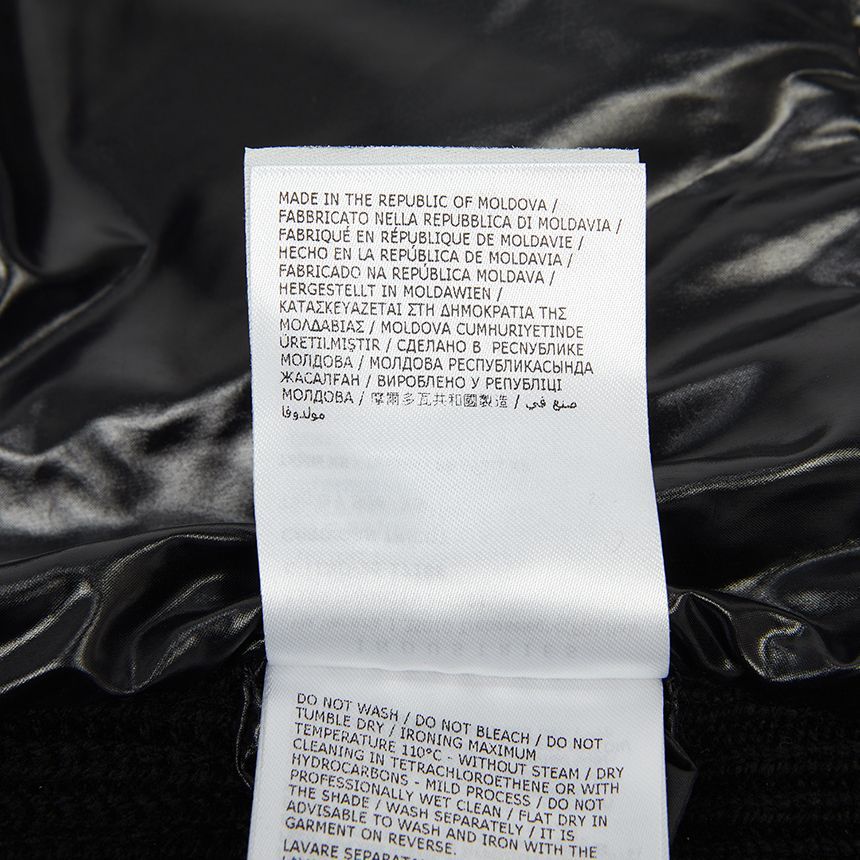 MADE IN THE REPUBLIC OF MOLDOVA /
FABBRICATO NELLA REPUBBLICA DI MOLDAVIA /
FABRIQUÉ EN RÉPUBLIQUE DE MOLDAVIE /
HECHO EN LA REPÚBLICA DE MOLDAVIA /
FABRICADO NA REPÚBLICA MOLDAVA /
HERGESTELLT IN MOLDAWIEN /
ΚΑΤΑΣΚΕΥΑΖΕΤΑΙ ΣΤΗ ΔΗΜΟΚΡΑΤΙΑ ΤΗΣ
ΜΟΛΔΑΒΙΑΣ / MOLDOVA CUMHURIYETINDE
ÜRETILMIŞTIR / СДЕЛАНО В РЕСПУБЛИКЕ
МОЛДОВА / МОЛДОВА РЕСПУБЛИКАСЫНДА
ЖАСАЛҒАН / ВИРОБЛЕНО У РЕПУБЛІЦІ
МОЛДОВА / 摩爾多瓦共和國製造 / صنع في
مولدوفا
DO NOT WASH / DO NOT BLEACH / DO NOT
TUMBLE DRY / IRONING MAXIMUM
TEMPERATURE 110°C - WITHOUT STEAM / DRY
CLEANING IN TETRACHLOROETHENE OR WITH
HYDROCARBONS - MILD PROCESS / DO NOT
PROFESSIONALLY WET CLEAN / FLAT DRY IN
THE SHADE / WASH SEPARATELY / IT IS
ADVISABLE TO WASH AND IRON WITH THE
GARMENT ON REVERSE.
LAVARE SEPARATA